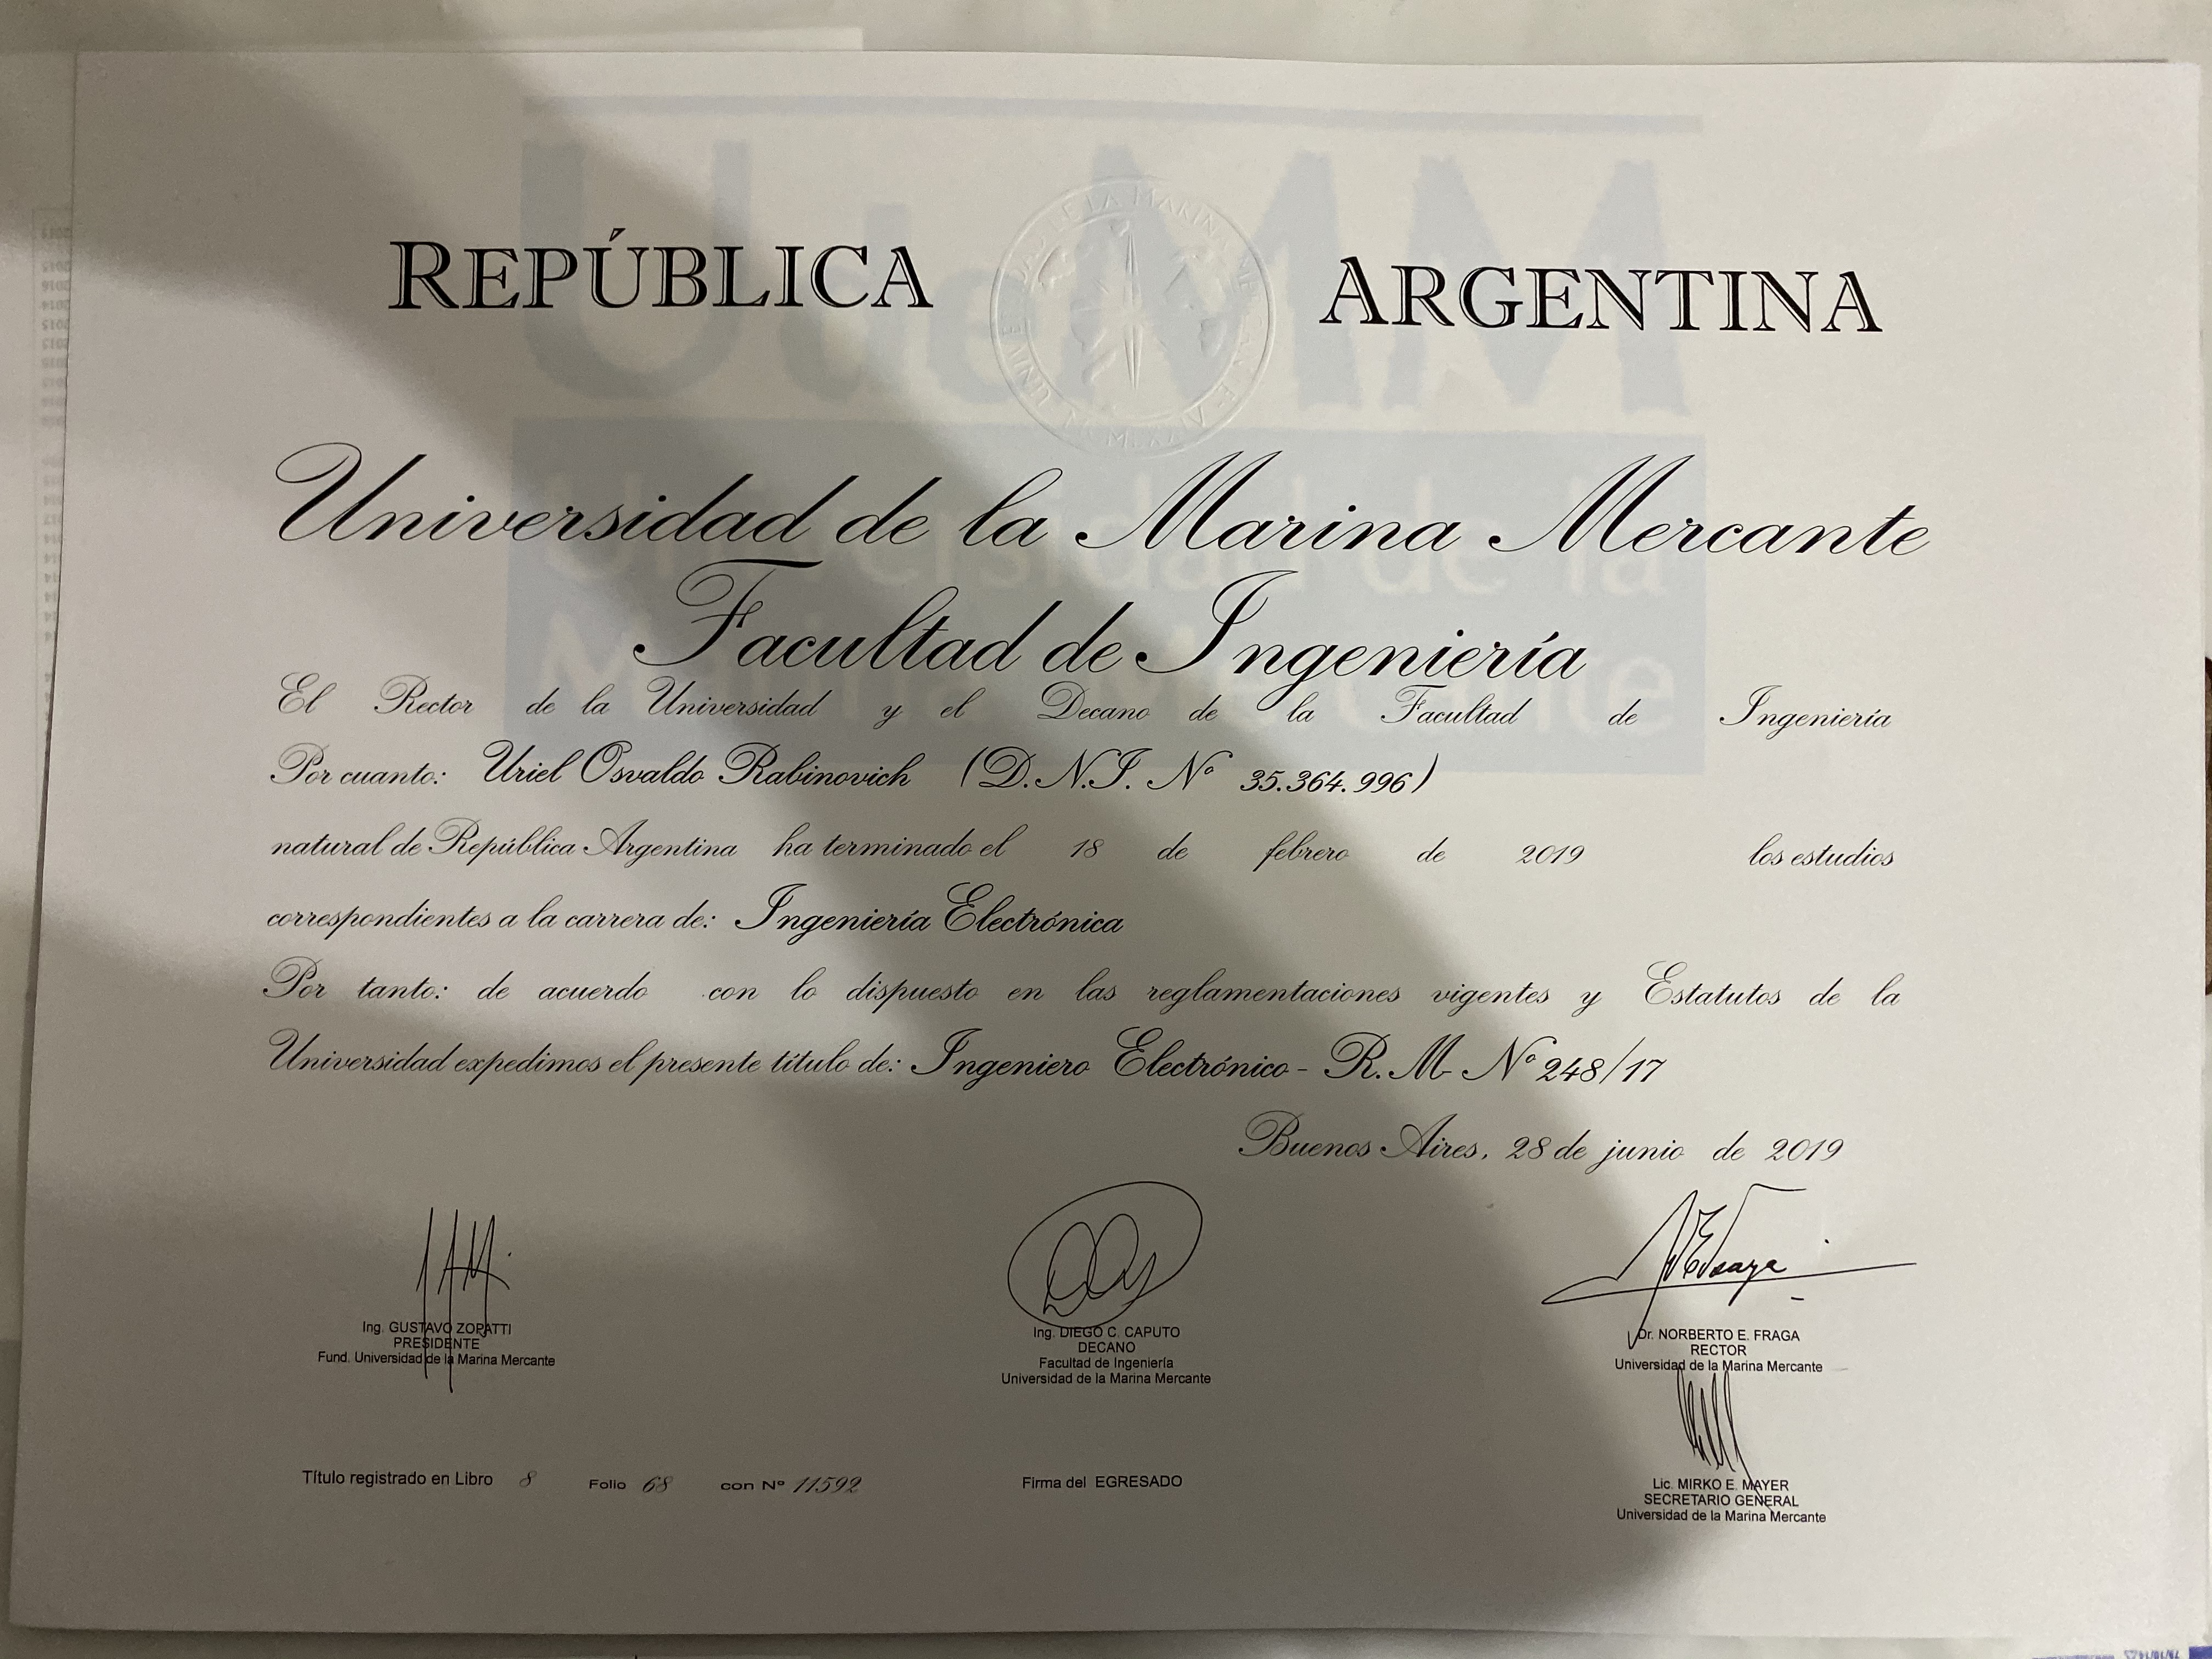 REPÚBLICA ARGENTINA
Universidad de la Marina Mercante
Facultad de Ingeniería
El Rector de la Universidad y el Decano de la Facultad de Ingeniería
Por cuanto: Uriel Osvaldo Rabinovich (D.N.I. Nº 35.364.996)
natural de República Argentina ha terminado el 18 de febrero de 2019 los estudios
correspondientes a la carrera de: Ingeniería Electrónica
Por tanto: de acuerdo con lo dispuesto en las reglamentaciones vigentes y Estatutos de la
Universidad expedimos el presente título de: Ingeniero Electrónico - R.M Nº 248/17
Buenos Aires, 28 de junio de 2019
Ing. GUSTAVO ZOPATTI
PRESIDENTE
Fund. Universidad de la Marina Mercante
Ing. DIEGO C. CAPUTO
DECANO
Facultad de Ingeniería
Universidad de la Marina Mercante
Dr. NORBERTO E. FRAGA
RECTOR
Universidad de la Marina Mercante
Título registrado en Libro 8 Folio 68 con Nº 11592
Firma del EGRESADO
Lic. MIRKO E. MAYER
SECRETARIO GENERAL
Universidad de la Marina Mercante
UdeMM
Universidad de la
Marina Mercante